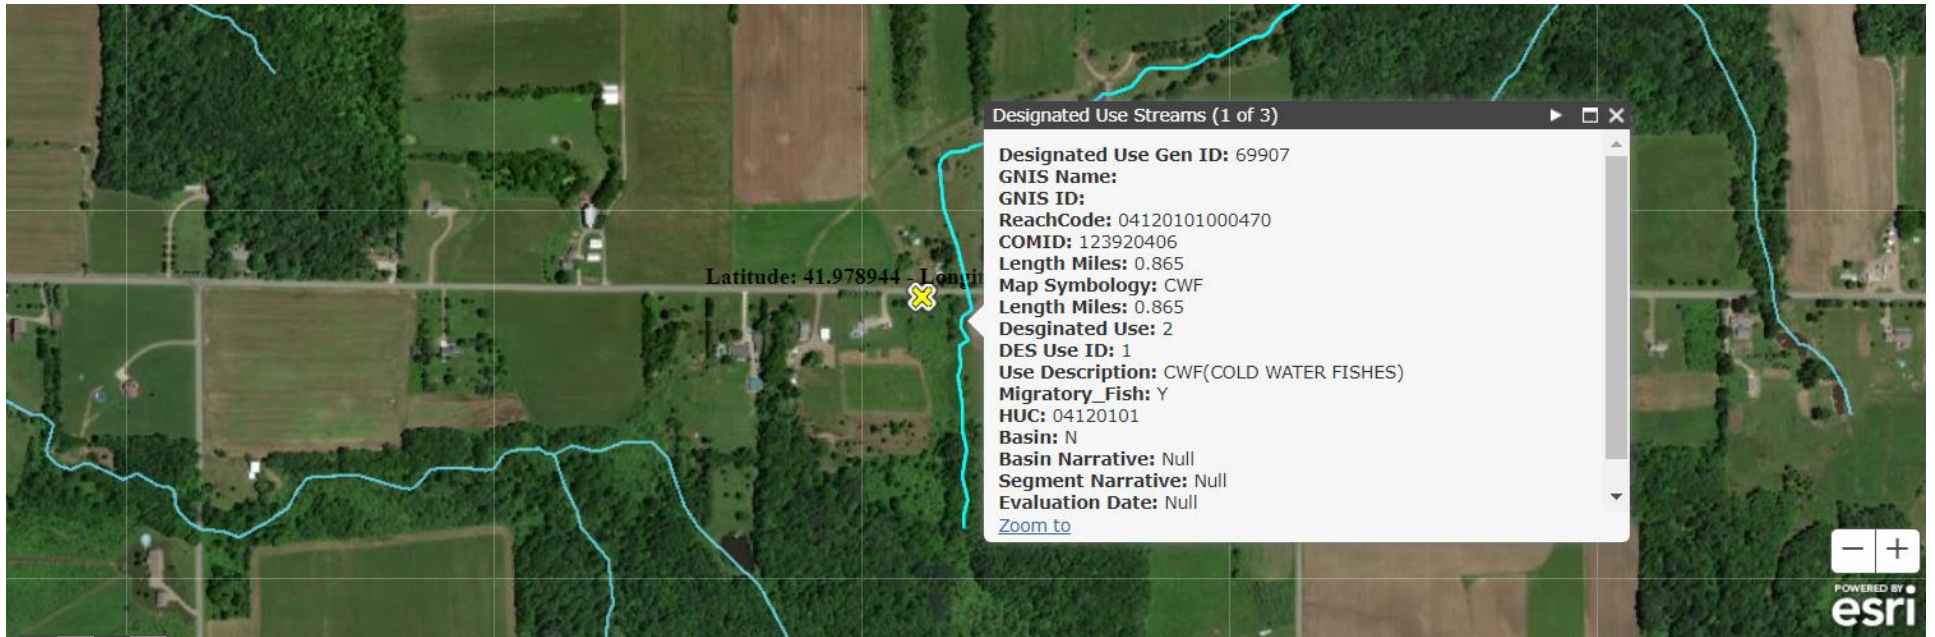 Designated Use Streams (1 of 3)
Designated Use Gen ID: 69907
GNIS Name:
GNIS ID:
ReachCode: 04120101000470
COMID: 123920406
Length Miles: 0.865
Latitude: 41.978944 - Longit
Map Symbology: CWF
Length Miles: 0.865
Desginated Use: 2
DES Use ID: 1
Use Description: CWF(COLD WATER FISHES)
Migratory_Fish: Y
HUC: 04120101
Basin: N
Basin Narrative: Null
Segment Narrative: Null
Evaluation Date: Null
Zoom to
POWERED BY
esri